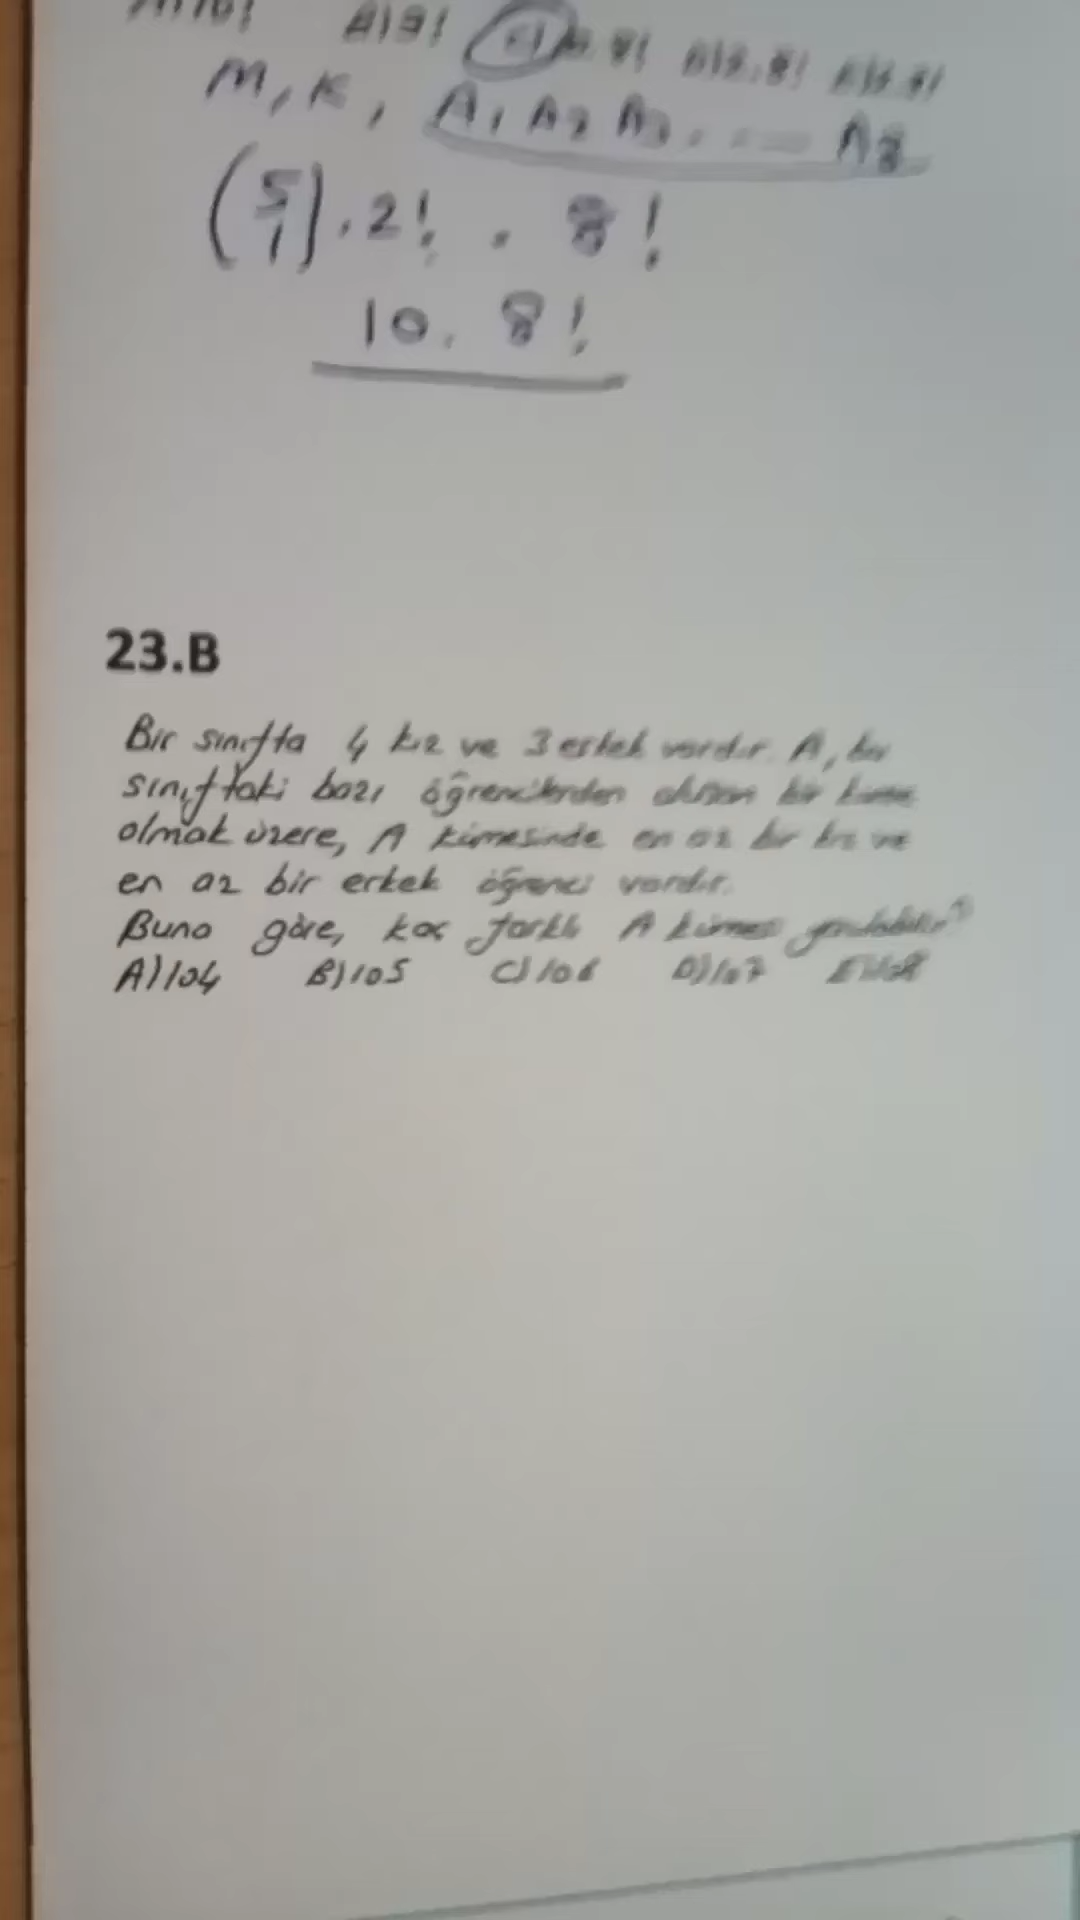 A)9!
M, K, A1 A2 A3 . . . A8
(5/1) . 2! . 8!
10. 8!
23.B
Bir sınıfta 4 kız ve 3 erkek vardır. A, bu
sınıftaki bazı öğrencilerden oluşan bir küme
olmak üzere, A kümesinde en az bir kız ve
en az bir erkek öğrenci vardır.
Buna göre, kaç farklı A kümesi yazılabilir?
A)104 B)105 C)106 D)107 E)108